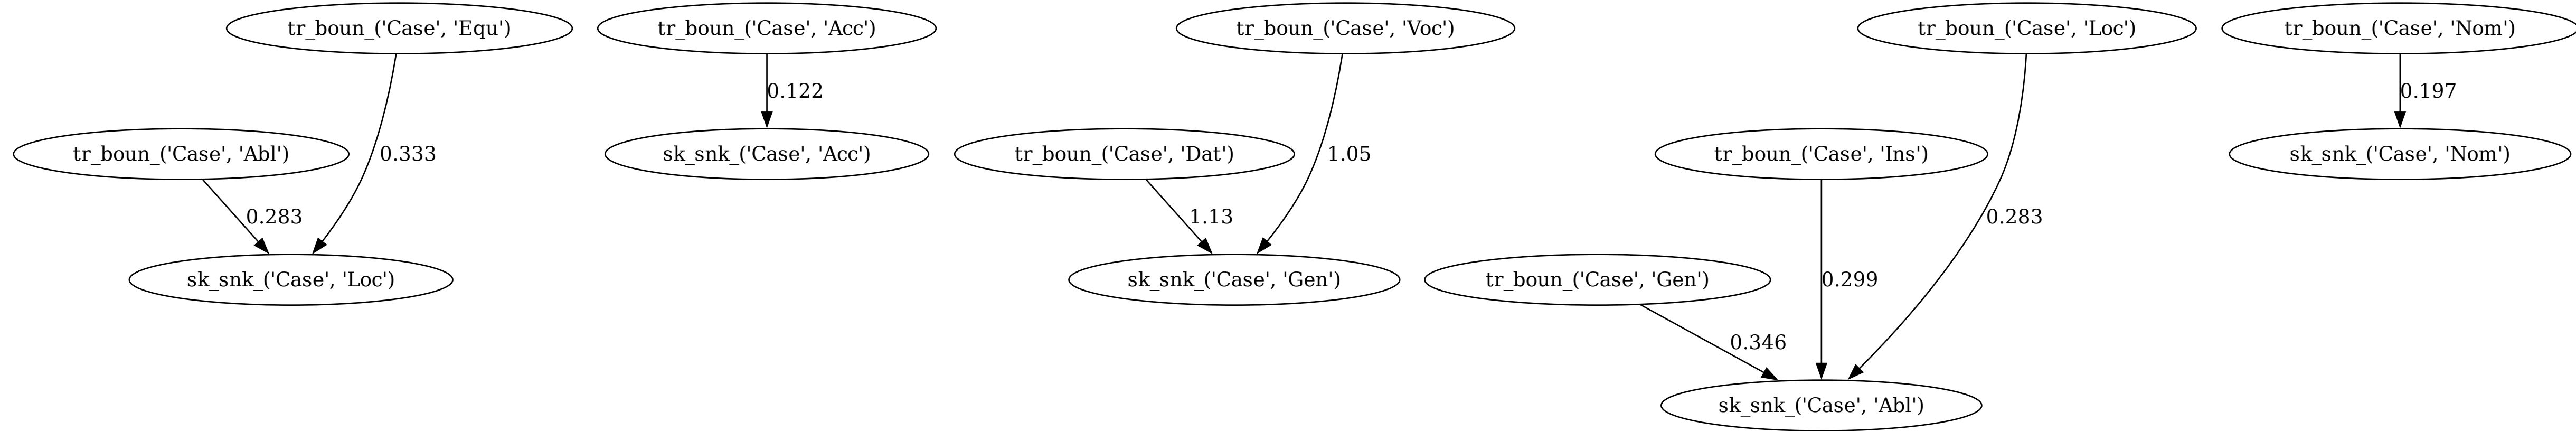 tr_boun_('Case', 'Equ')
tr_boun_('Case', 'Acc')
tr_boun_('Case', 'Voc')
tr_boun_('Case', 'Loc')
tr_boun_('Case', 'Nom')
0.122
0.197
tr_boun_('Case', 'Abl')
0.333
sk_snk_('Case', 'Acc')
tr_boun_('Case', 'Dat')
1.05
tr_boun_('Case', 'Ins')
sk_snk_('Case', 'Nom')
0.283
1.13
0.283
sk_snk_('Case', 'Loc')
sk_snk_('Case', 'Gen')
tr_boun_('Case', 'Gen')
0.299
0.346
sk_snk_('Case', 'Abl')